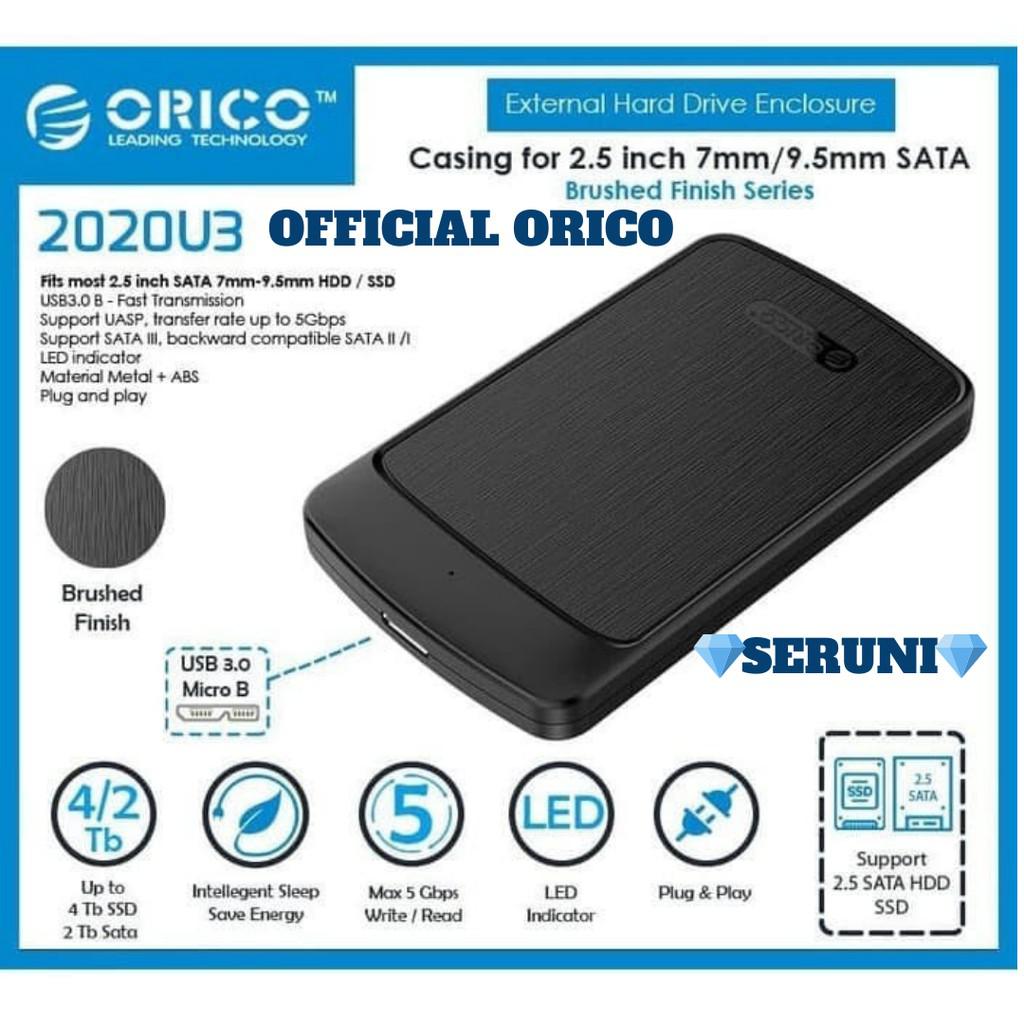 ORICO™
LEADING TECHNOLOGY
External Hard Drive Enclosure
Casing for 2.5 inch 7mm/9.5mm SATA
Brushed Finish Series
2020U3
OFFICIAL ORICO
Fits most 2.5 inch SATA 7mm-9.5mm HDD / SSD
USB3.0 B - Fast Transmission
Support UASP, transfer rate up to 5Gbps
Support SATA III, backward compatible SATA II /I
LED indicator
Material Metal + ABS
Plug and play
ORICO
Brushed
Finish
USB 3.0
Micro B
💎SERUNI💎
4/2
Tb
Up to
4 Tb SSD
2 Tb Sata
Intellegent Sleep
Save Energy
5
Max 5 Gbps
Write / Read
LED
LED
Indicator
Plug & Play
SSD
2.5
SATA
Support
2.5 SATA HDD
SSD